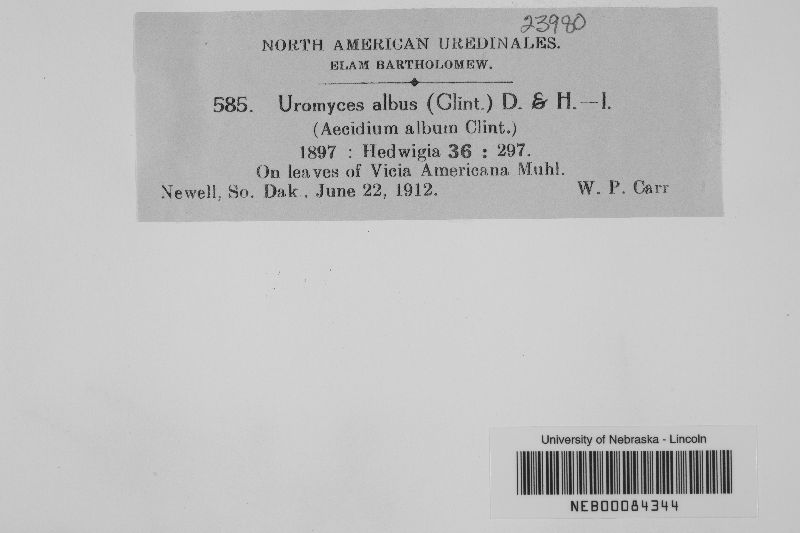 23980
NORTH AMERICAN UREDINALES.
ELAM BARTHOLOMEW.
585. Uromyces albus (Clint.) D. & H.—I.
(Aecidium album Clint.)
1897 : Hedwigia 36 : 297.
On leaves of Vicia Americana Muhl.
Newell, So. Dak., June 22, 1912. W. P. Carr
University of Nebraska - Lincoln
NEB00084344